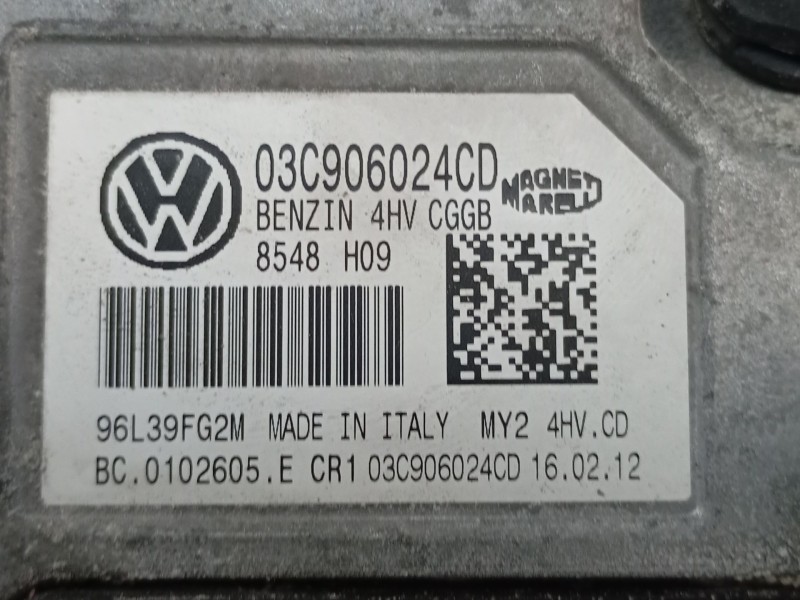 03C906024CD
MAGNETI
MARELLI
BENZIN 4HV CGGB
8548 H09
96L39FG2M MADE IN ITALY MY2 4HV.CD
BC.0102605.E CR1 03C906024CD 16.02.12